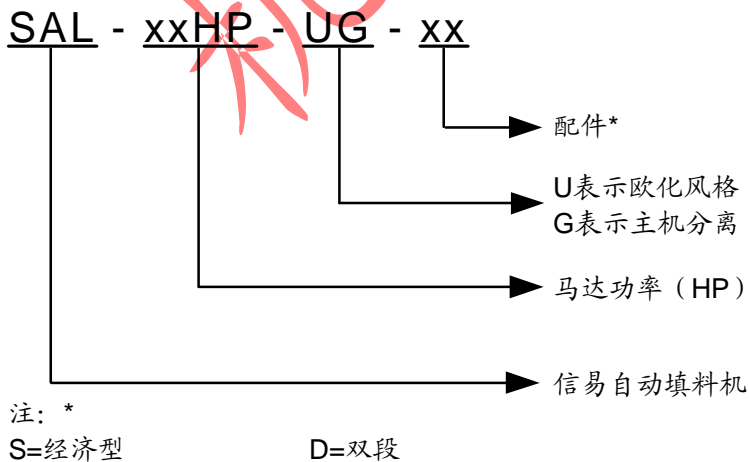 SAL - xxHP - UG - xx
配件*
U表示欧化风格
G表示主机分离
马达功率（HP）
信易自动填料机
注: *
S=经济型 D=双段